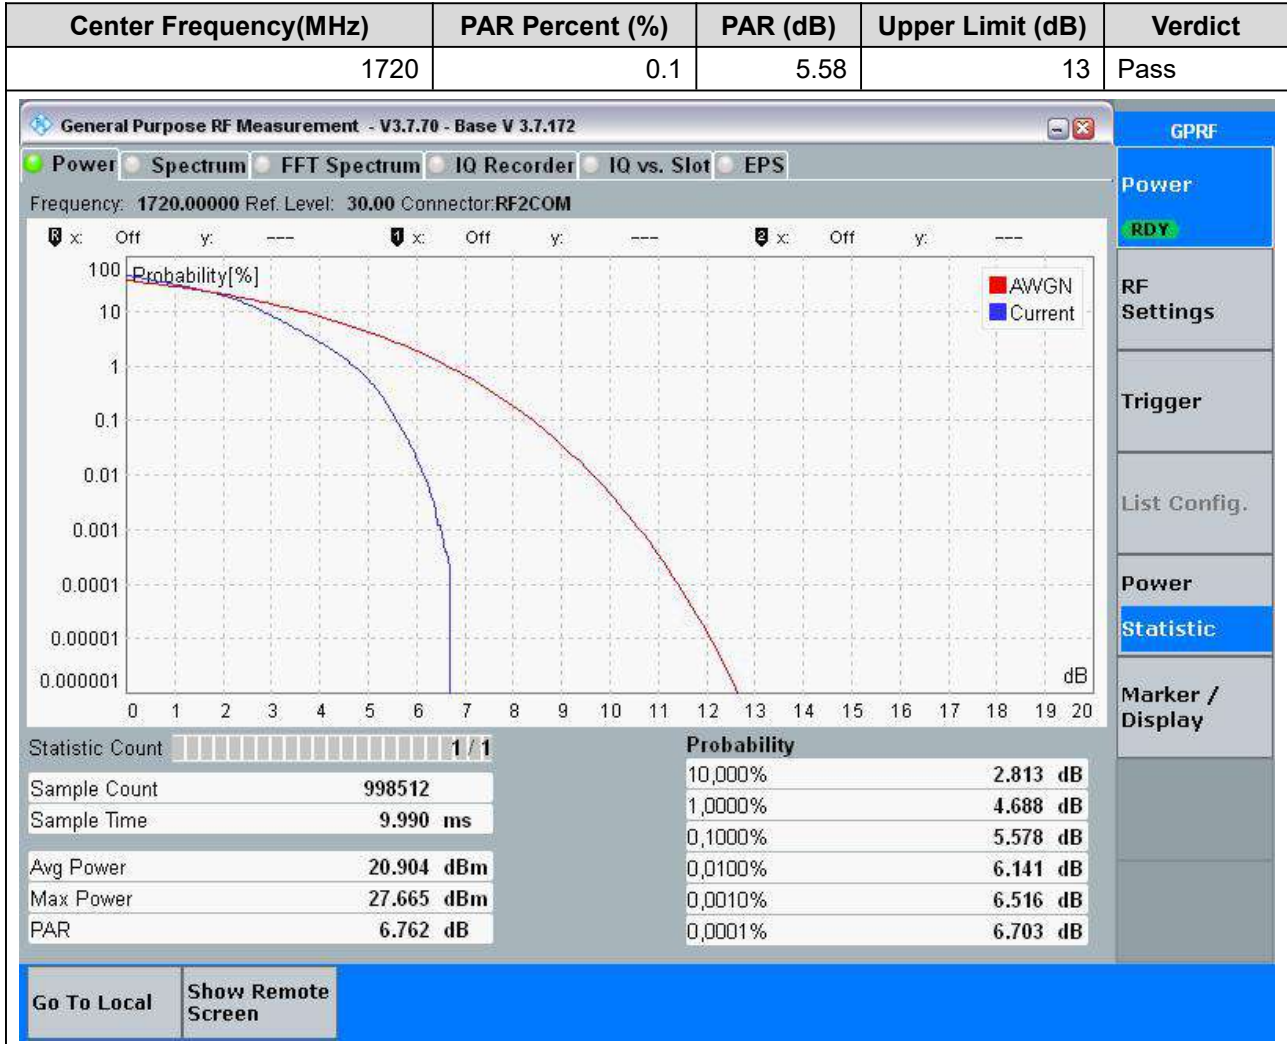 Center Frequency(MHz) PAR Percent (%) PAR (dB) Upper Limit (dB) Verdict
1720 0.1 5.58 13 Pass
General Purpose RF Measurement - V3.7.70 - Base V 3.7.172
GPRF
Power Spectrum FFT Spectrum IQ Recorder IQ vs. Slot EPS
Frequency: 1720.00000 Ref. Level: 30.00 Connector:RF2COM
R x: Off y: --- 1 x: Off y: --- 2 x: Off y: ---
Probability[%]
100
10
1
0.1
0.01
0.001
0.0001
0.00001
0.000001
AWGN
Current
dB
0 1 2 3 4 5 6 7 8 9 10 11 12 13 14 15 16 17 18 19 20
Statistic Count 1 / 1
Sample Count 998512
Sample Time 9.990 ms
Avg Power 20.904 dBm
Max Power 27.665 dBm
PAR 6.762 dB
Probability
10,000% 2.813 dB
1,0000% 4.688 dB
0,1000% 5.578 dB
0,0100% 6.141 dB
0,0010% 6.516 dB
0,0001% 6.703 dB
Power
RDY
RF
Settings
Trigger
List Config.
Power
Statistic
Marker /
Display
Go To Local
Show Remote
Screen